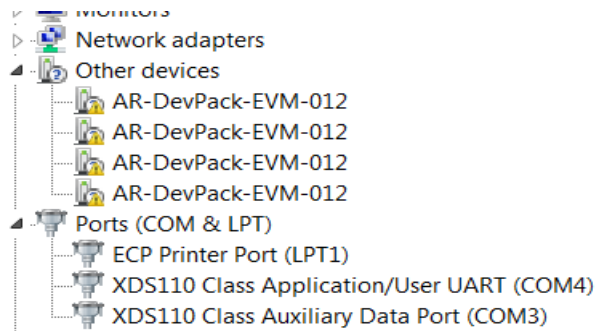 Monitors
Network adapters
Other devices
AR-DevPack-EVM-012
AR-DevPack-EVM-012
AR-DevPack-EVM-012
AR-DevPack-EVM-012
Ports (COM & LPT)
ECP Printer Port (LPT1)
XDS110 Class Application/User UART (COM4)
XDS110 Class Auxiliary Data Port (COM3)